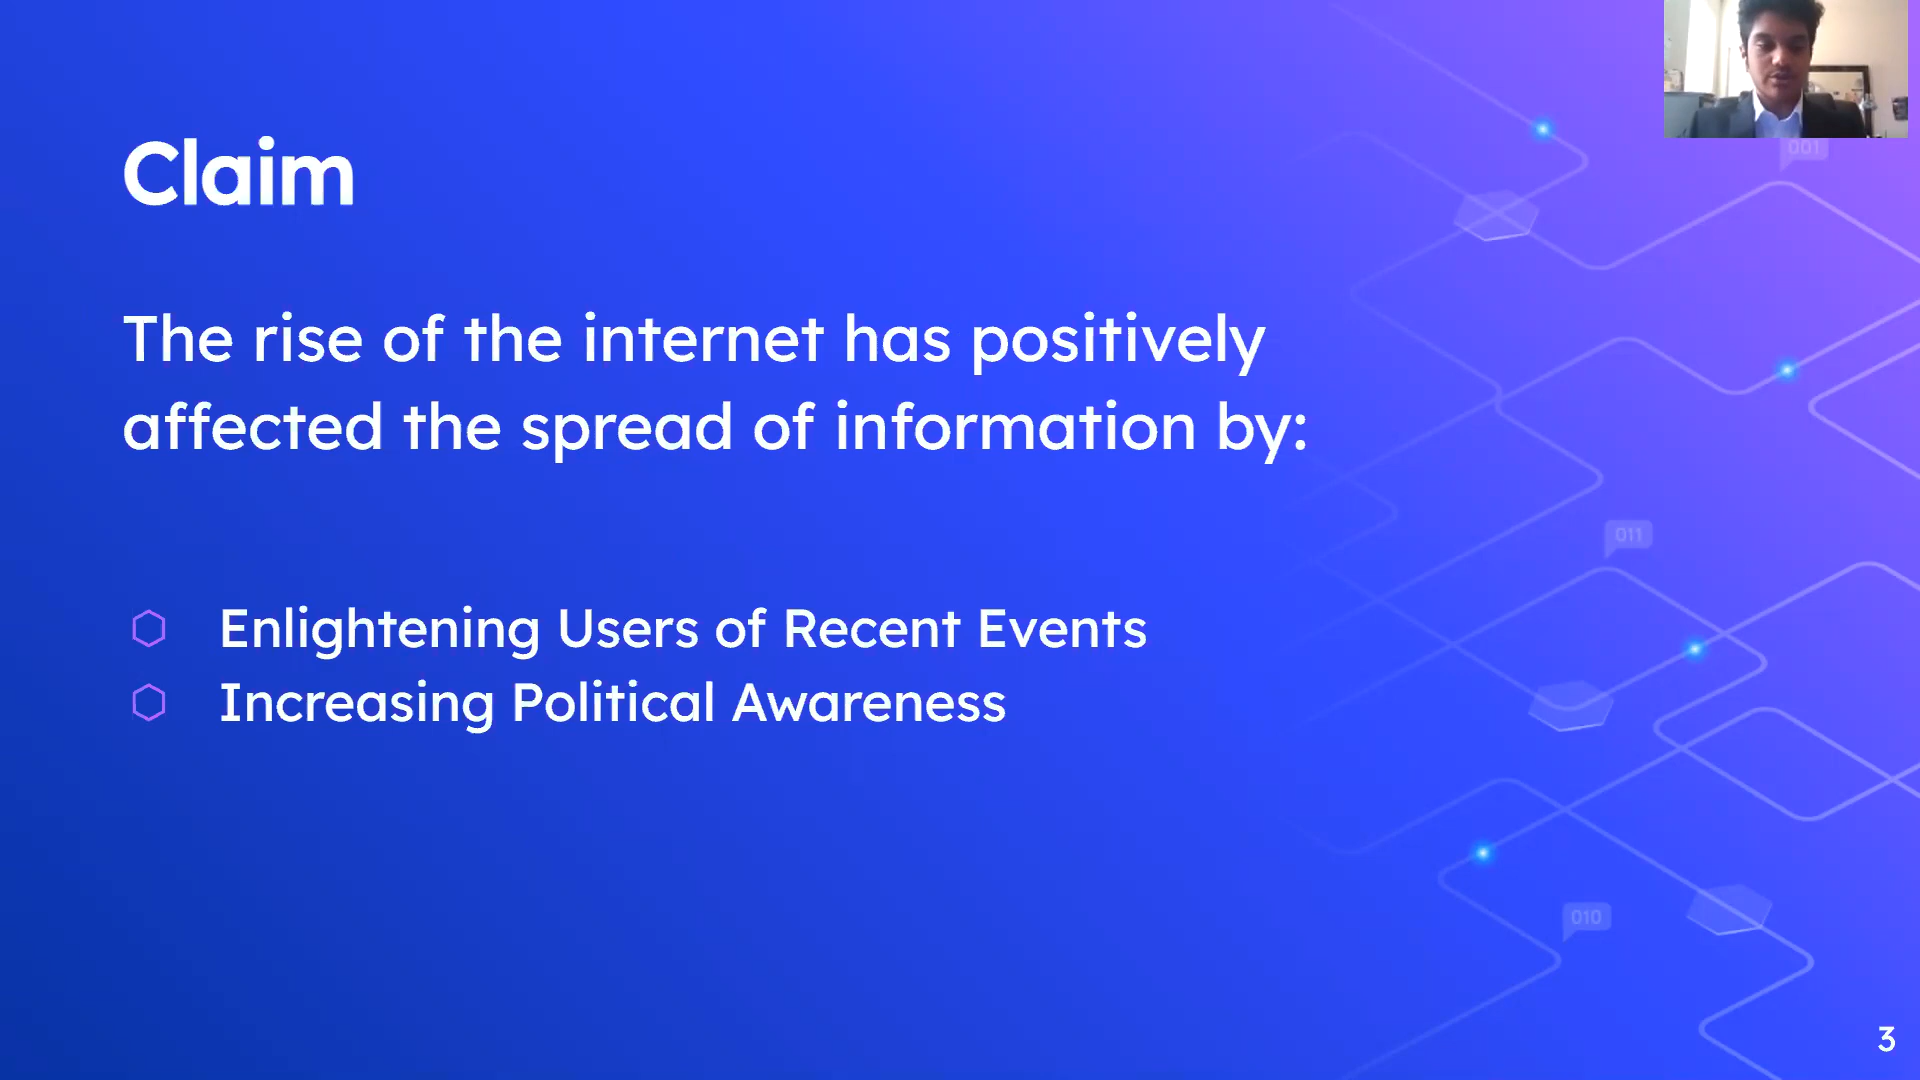 001
Claim
The rise of the internet has positively
affected the spread of information by:
011
Enlightening Users of Recent Events
Increasing Political Awareness
010
3